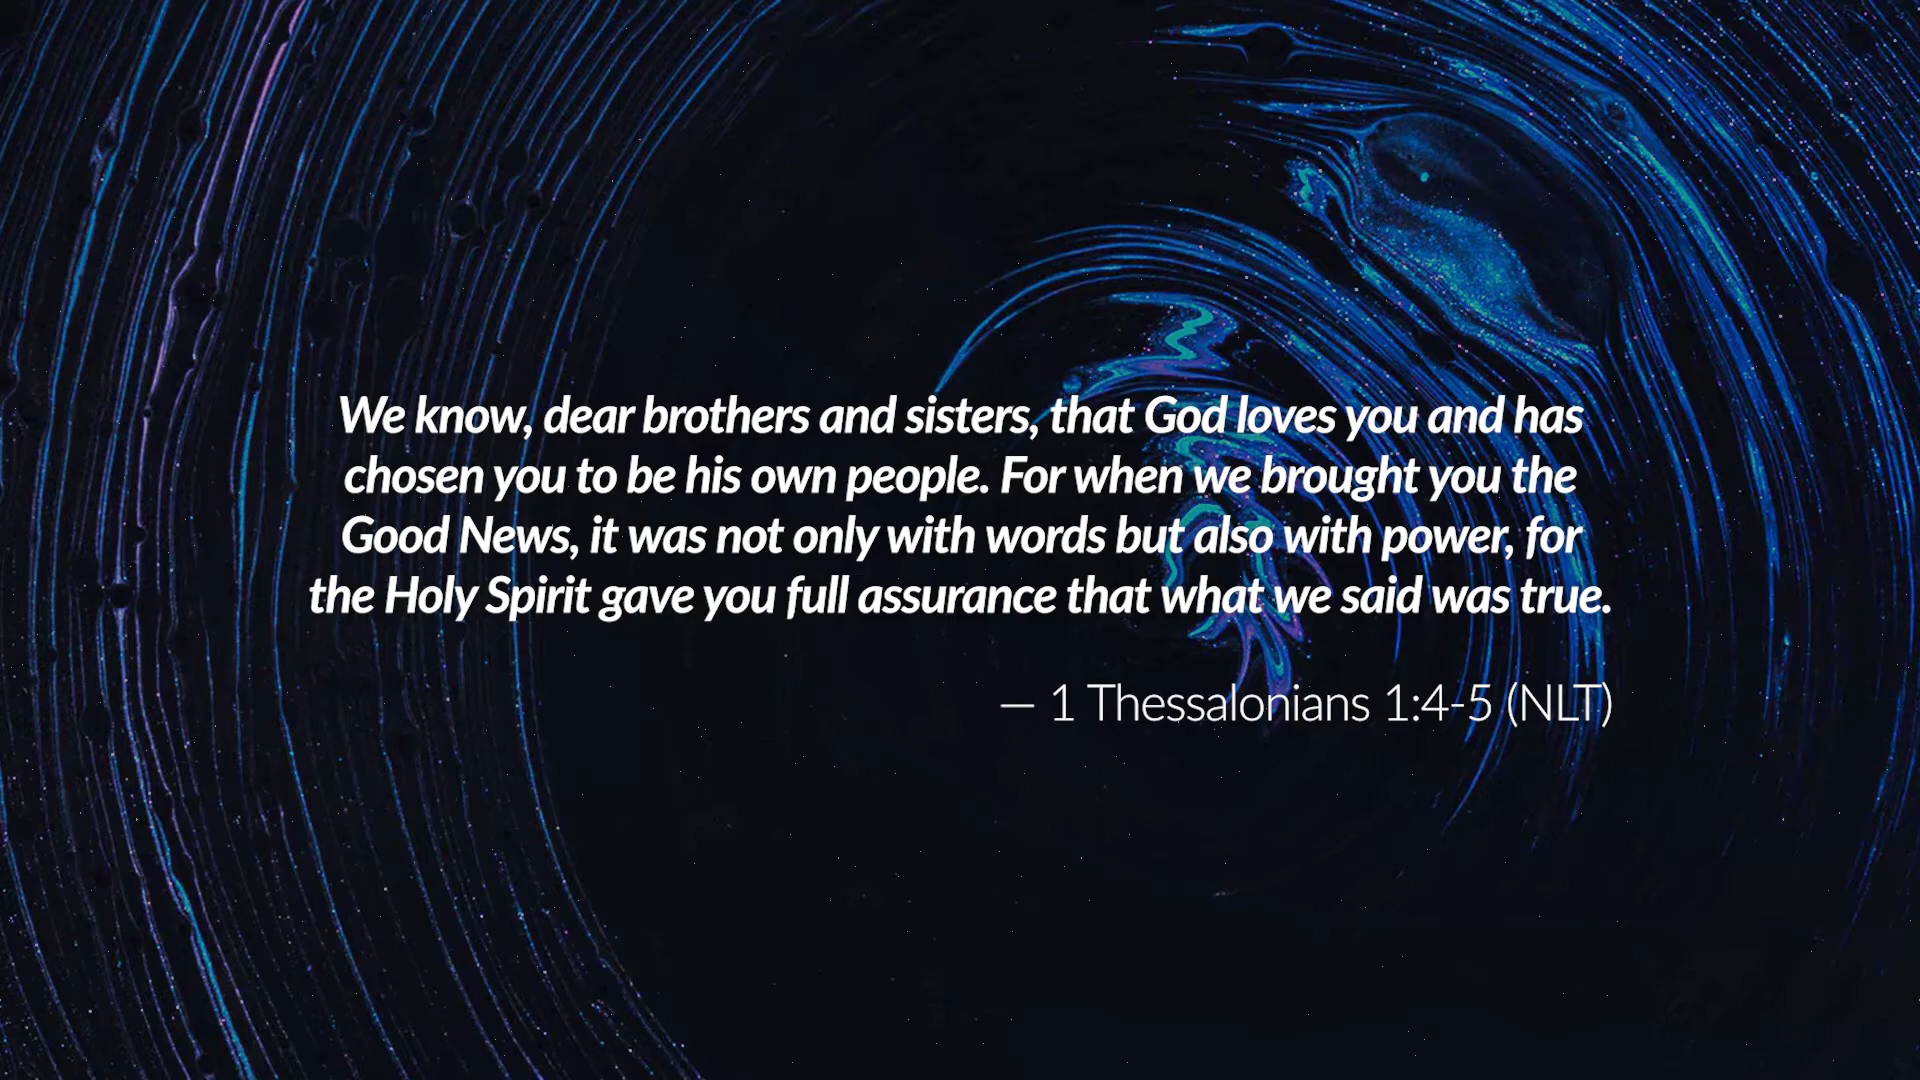 We know, dear brothers and sisters, that God loves you and has
chosen you to be his own people. For when we brought you the
Good News, it was not only with words but also with power, for
the Holy Spirit gave you full assurance that what we said was true.
— 1 Thessalonians 1:4-5 (NLT)